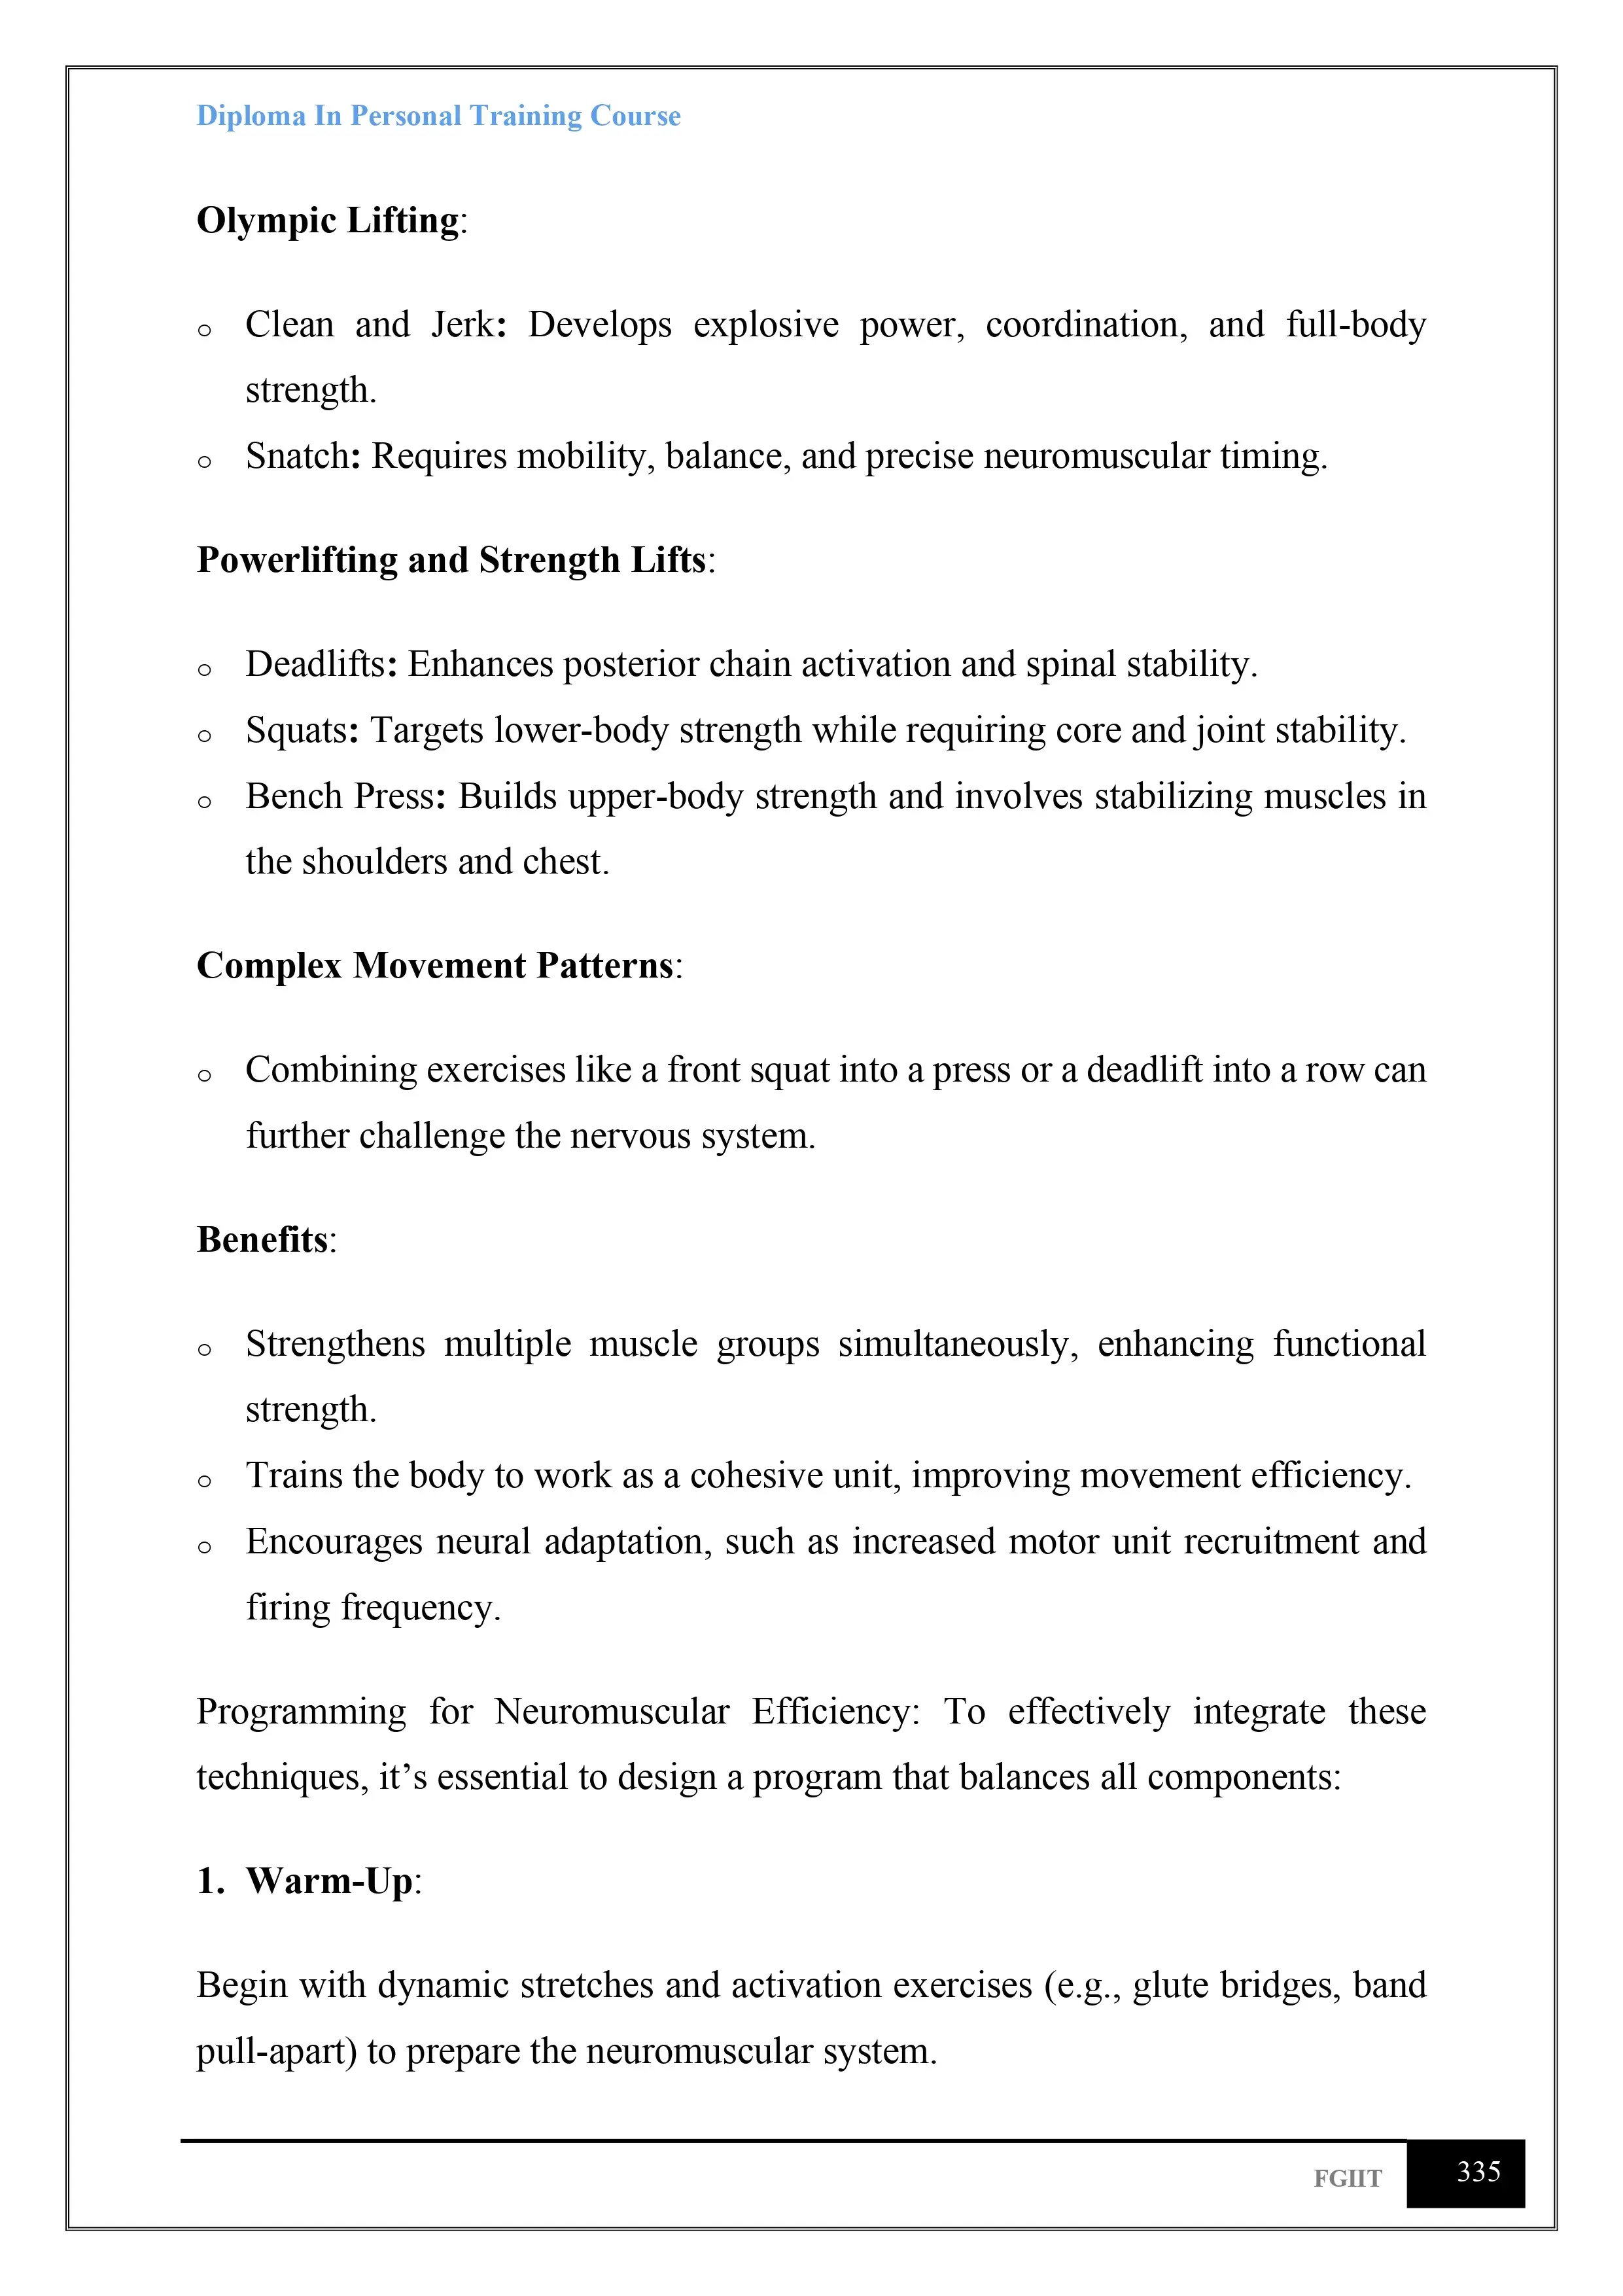 Diploma In Personal Training Course
Olympic Lifting:
o Clean and Jerk: Develops explosive power, coordination, and full-body
strength.
o Snatch: Requires mobility, balance, and precise neuromuscular timing.
Powerlifting and Strength Lifts:
o Deadlifts: Enhances posterior chain activation and spinal stability.
o Squats: Targets lower-body strength while requiring core and joint stability.
o Bench Press: Builds upper-body strength and involves stabilizing muscles in
the shoulders and chest.
Complex Movement Patterns:
o Combining exercises like a front squat into a press or a deadlift into a row can
further challenge the nervous system.
Benefits:
o Strengthens multiple muscle groups simultaneously, enhancing functional
strength.
o Trains the body to work as a cohesive unit, improving movement efficiency.
o Encourages neural adaptation, such as increased motor unit recruitment and
firing frequency.
Programming for Neuromuscular Efficiency: To effectively integrate these
techniques, it’s essential to design a program that balances all components:
1. Warm-Up:
Begin with dynamic stretches and activation exercises (e.g., glute bridges, band
pull-apart) to prepare the neuromuscular system.
FGIIT 335